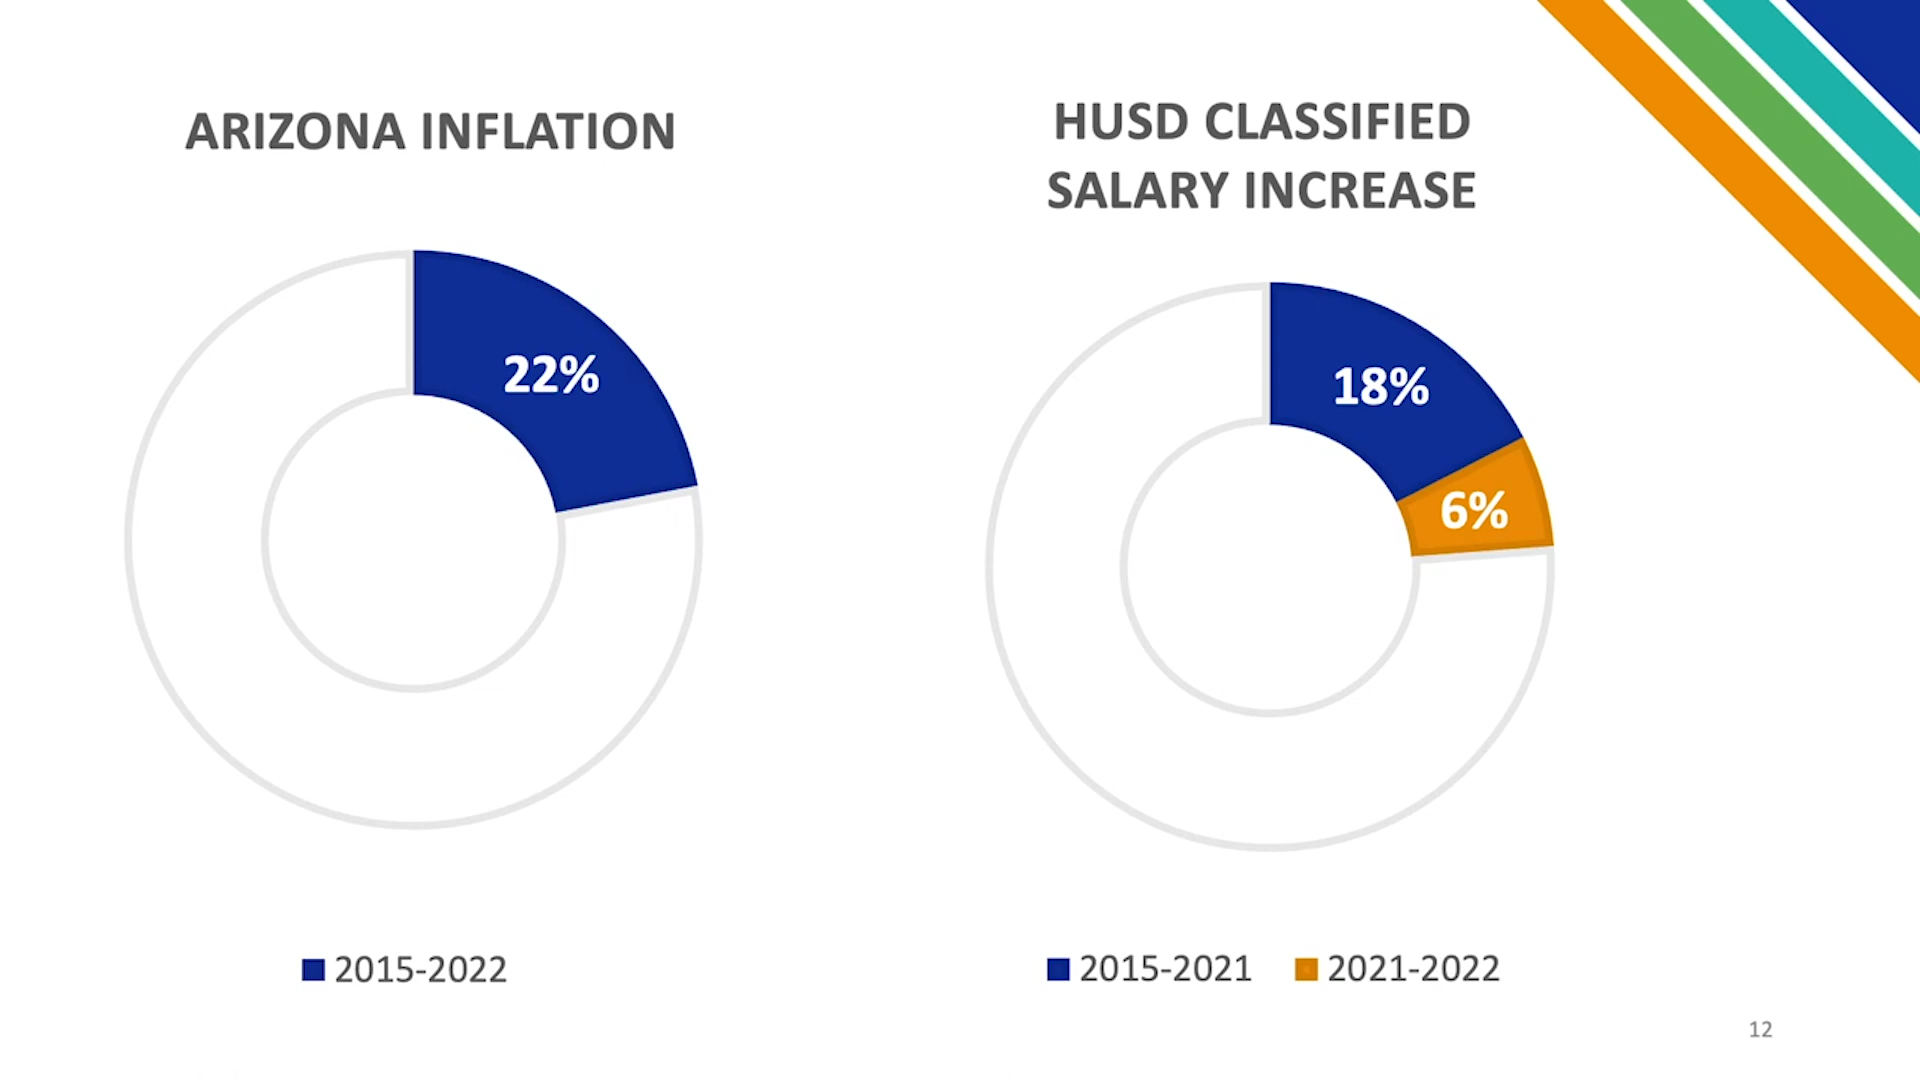 ARIZONA INFLATION
22%
2015-2022
HUSD CLASSIFIED
SALARY INCREASE
18%
6%
2015-2021
2021-2022
12